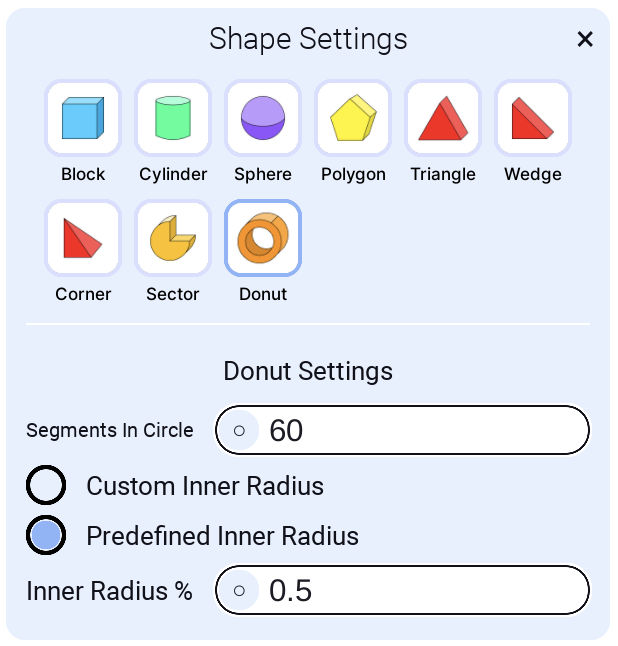 Shape Settings ×
Block Cylinder Sphere Polygon Triangle Wedge
Corner Sector Donut
Donut Settings
Segments In Circle 60
Custom Inner Radius
Predefined Inner Radius
Inner Radius % 0.5